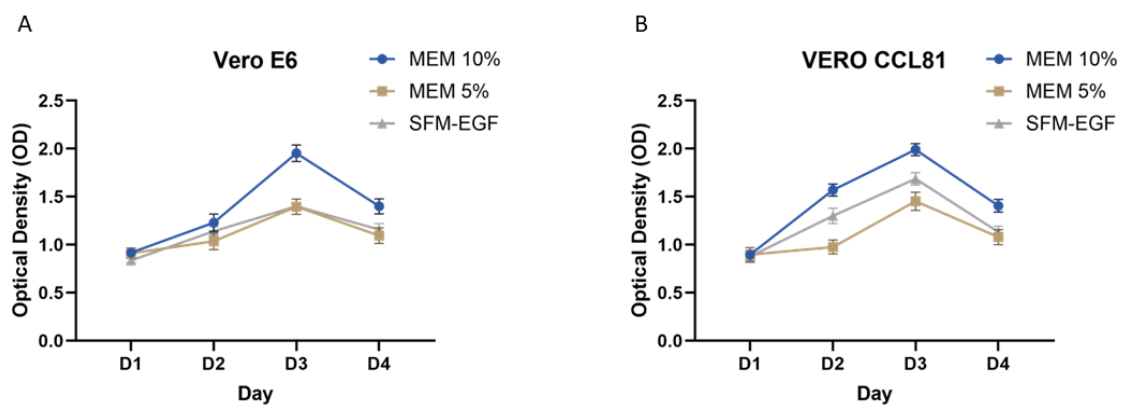 A
Vero E6
MEM 10%
MEM 5%
SFM-EGF
Optical Density (OD)
2.5
2.0
1.5
1.0
0.5
0.0
D1 D2 D3 D4
Day
B
VERO CCL81
MEM 10%
MEM 5%
SFM-EGF
Optical Density (OD)
2.5
2.0
1.5
1.0
0.5
0.0
D1 D2 D3 D4
Day